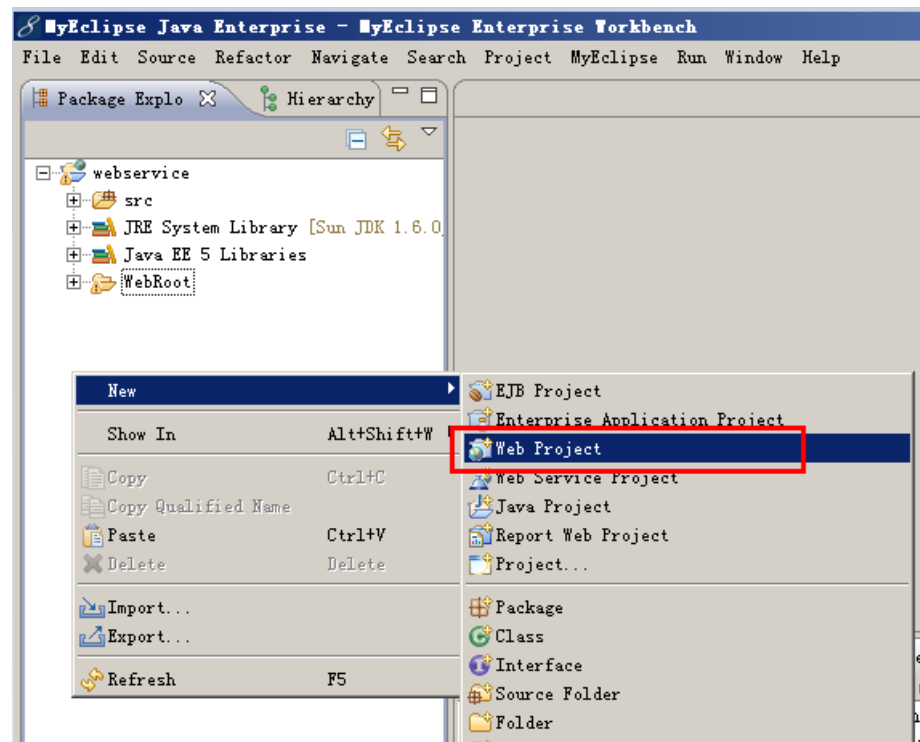 MyEclipse Java Enterprise - MyEclipse Enterprise Workbench
File Edit Source Refactor Navigate Search Project MyEclipse Run Window Help
Package Explo Hierarchy
webservice
src
JRE System Library [Sun JDK 1.6.0_
Java EE 5 Libraries
WebRoot
New
Show In Alt+Shift+W
Copy Ctrl+C
Copy Qualified Name
Paste Ctrl+V
Delete Delete
Import...
Export...
Refresh F5
EJB Project
Enterprise Application Project
Web Project
Web Service Project
Java Project
Report Web Project
Project...
Package
Class
Interface
Source Folder
Folder